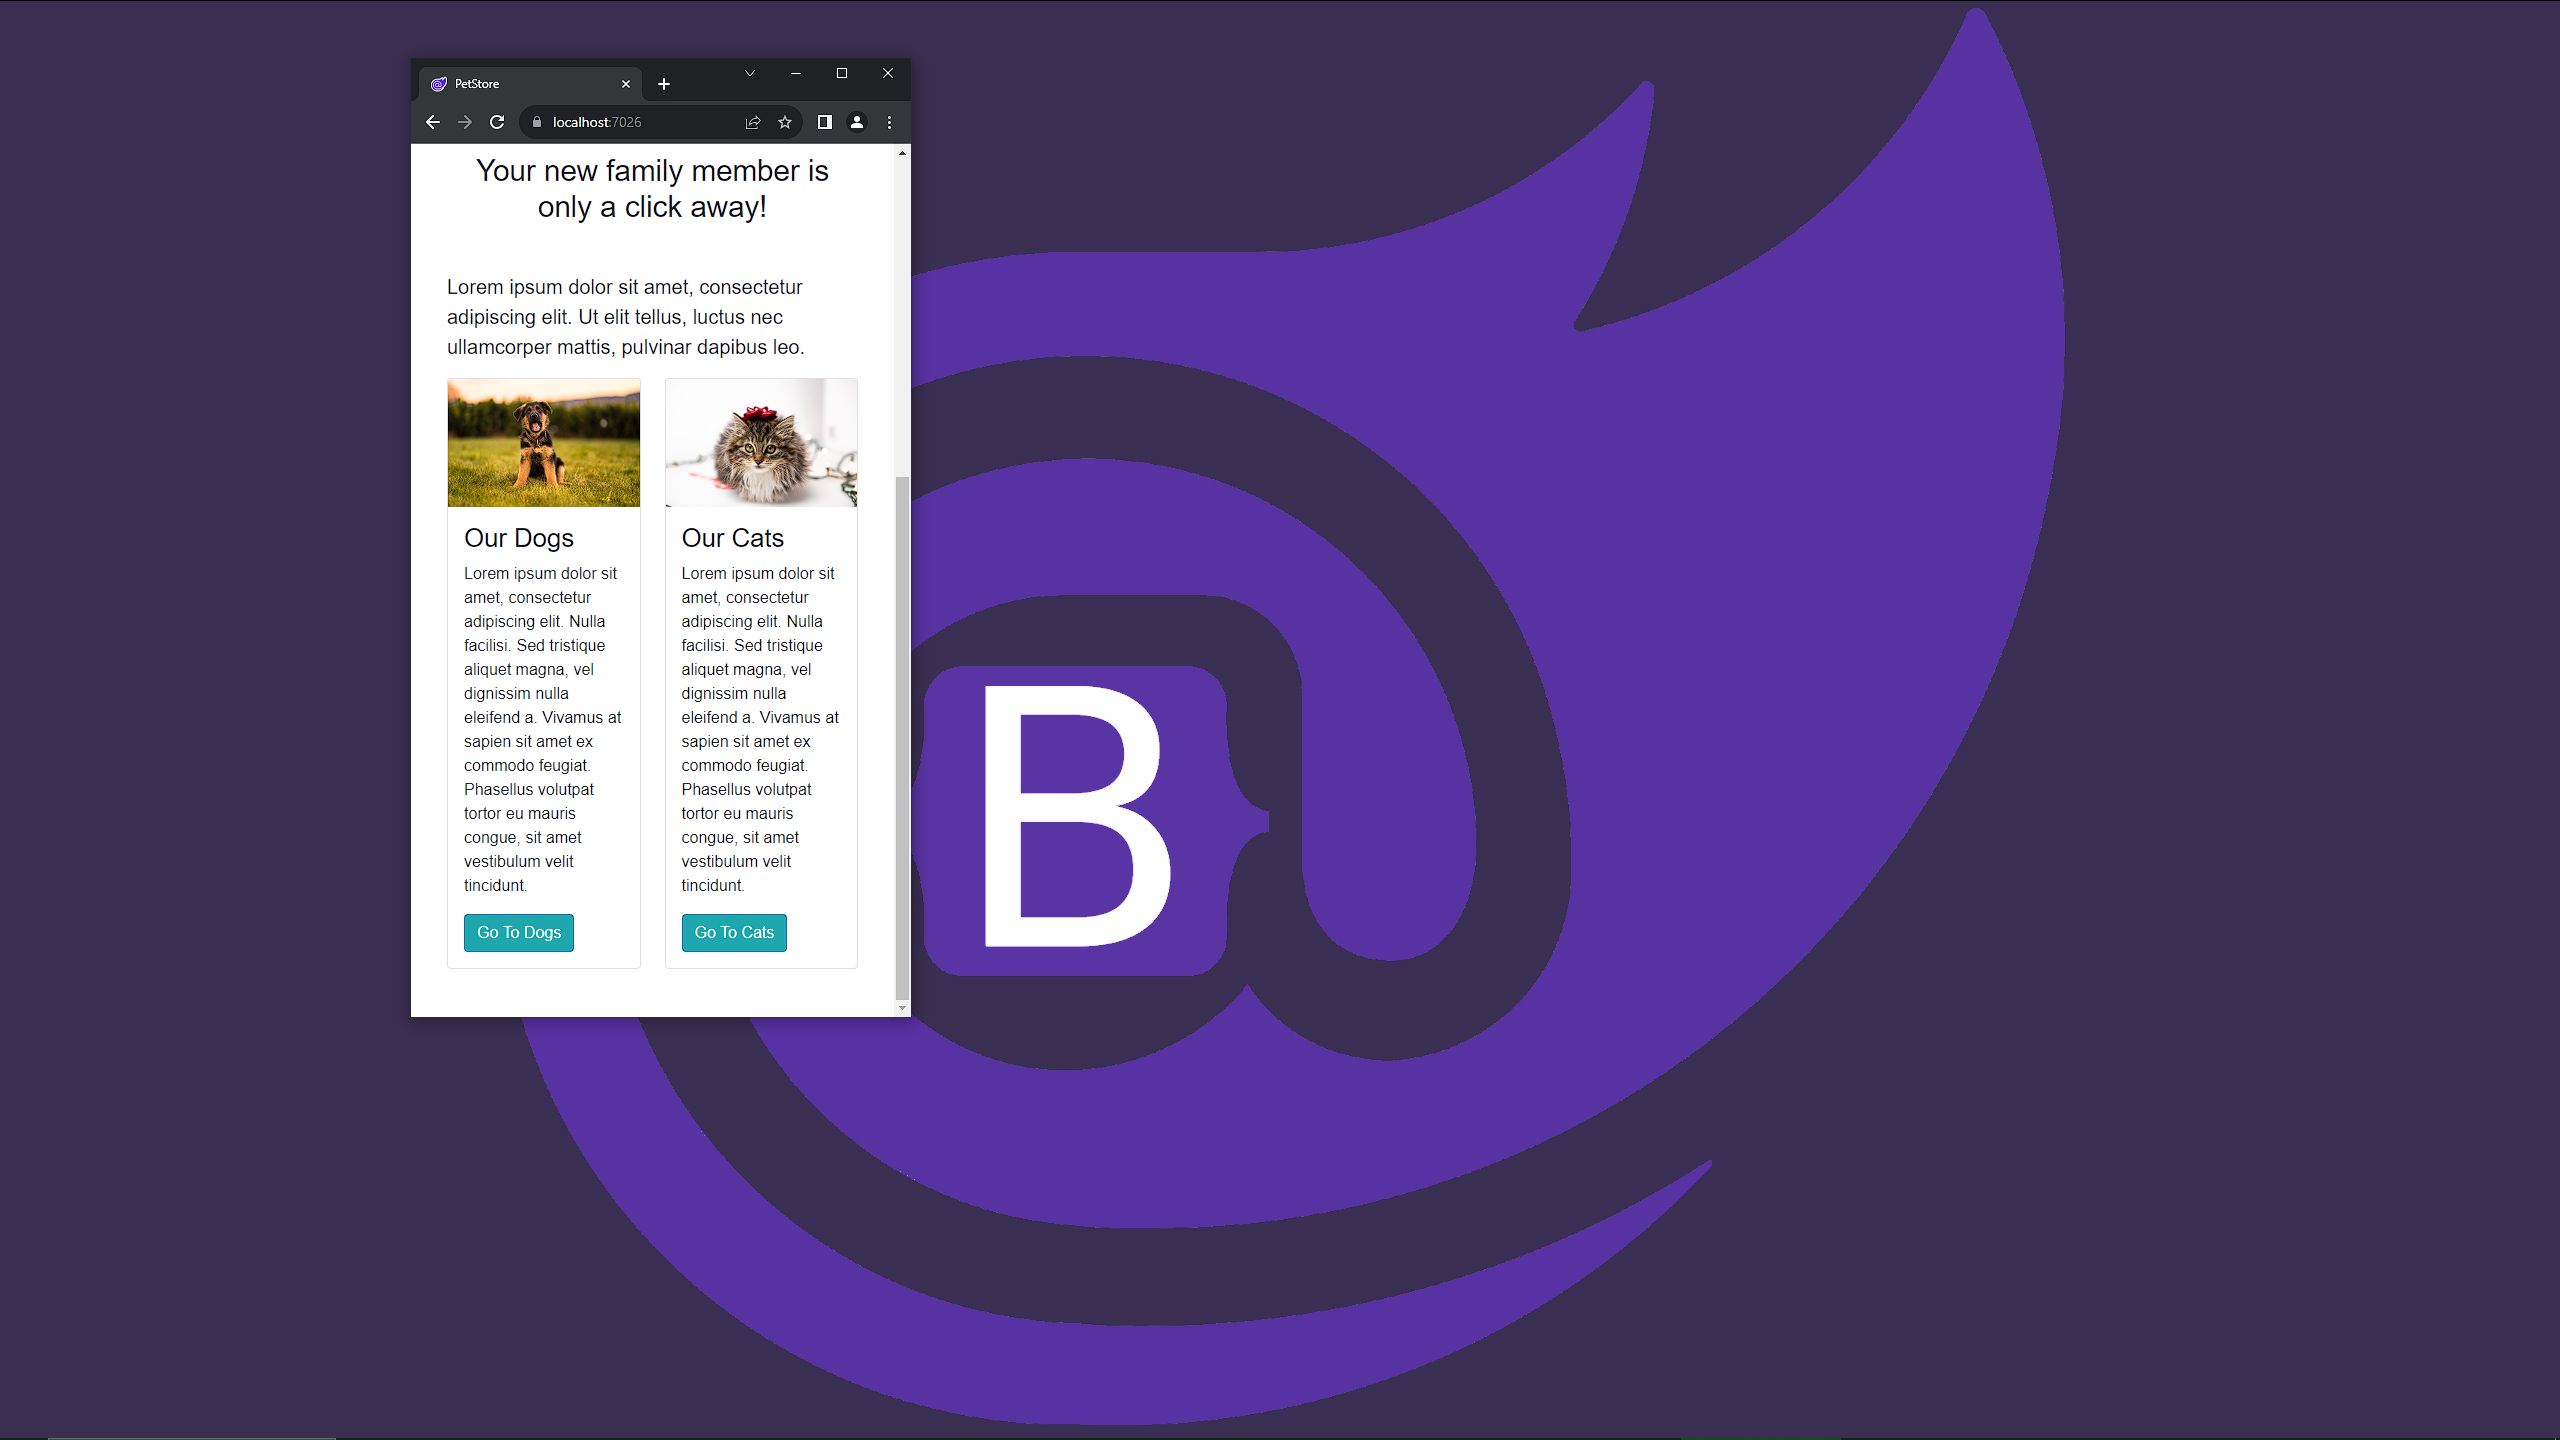 PetStore
localhost:7026
Your new family member is
only a click away!
Lorem ipsum dolor sit amet, consectetur
adipiscing elit. Ut elit tellus, luctus nec
ullamcorper mattis, pulvinar dapibus leo.
Our Dogs
Lorem ipsum dolor sit
amet, consectetur
adipiscing elit. Nulla
facilisi. Sed tristique
aliquet magna, vel
dignissim nulla
eleifend a. Vivamus at
sapien sit amet ex
commodo feugiat.
Phasellus volutpat
tortor eu mauris
congue, sit amet
vestibulum velit
tincidunt.
Go To Dogs
Our Cats
Lorem ipsum dolor sit
amet, consectetur
adipiscing elit. Nulla
facilisi. Sed tristique
aliquet magna, vel
dignissim nulla
eleifend a. Vivamus at
sapien sit amet ex
commodo feugiat.
Phasellus volutpat
tortor eu mauris
congue, sit amet
vestibulum velit
tincidunt.
Go To Cats
B